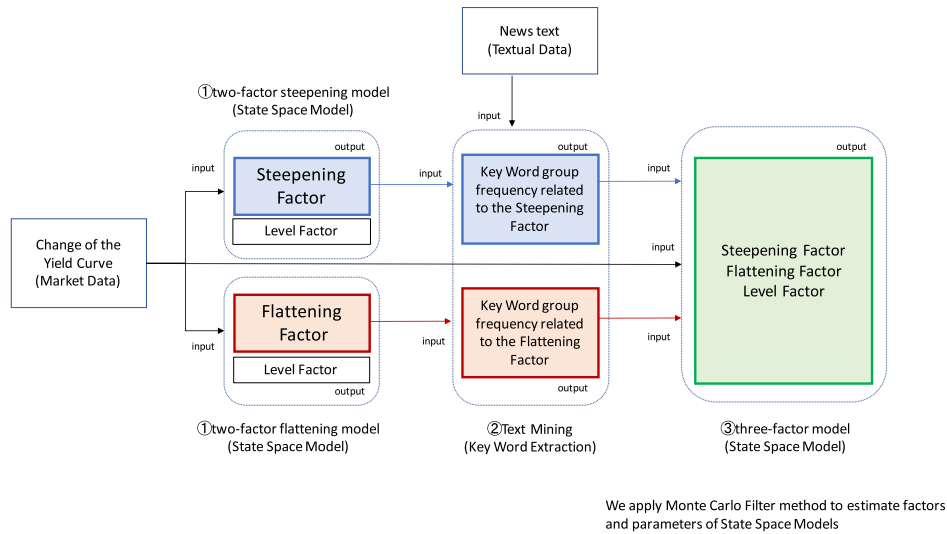 News text
(Textual Data)
①two-factor steepening model
(State Space Model)
input
output
output
output
input
Steepening
Factor
input
Key Word group
frequency related
to the Steepening
Factor
input
Level Factor
Change of the
Yield Curve
(Market Data)
input
Steepening Factor
Flattening Factor
Level Factor
Flattening
Factor
Key Word group
frequency related
to the Flattening
Factor
input
input
input
Level Factor
output
output
①two-factor flattening model
(State Space Model)
②Text Mining
(Key Word Extraction)
③three-factor model
(State Space Model)
We apply Monte Carlo Filter method to estimate factors
and parameters of State Space Models